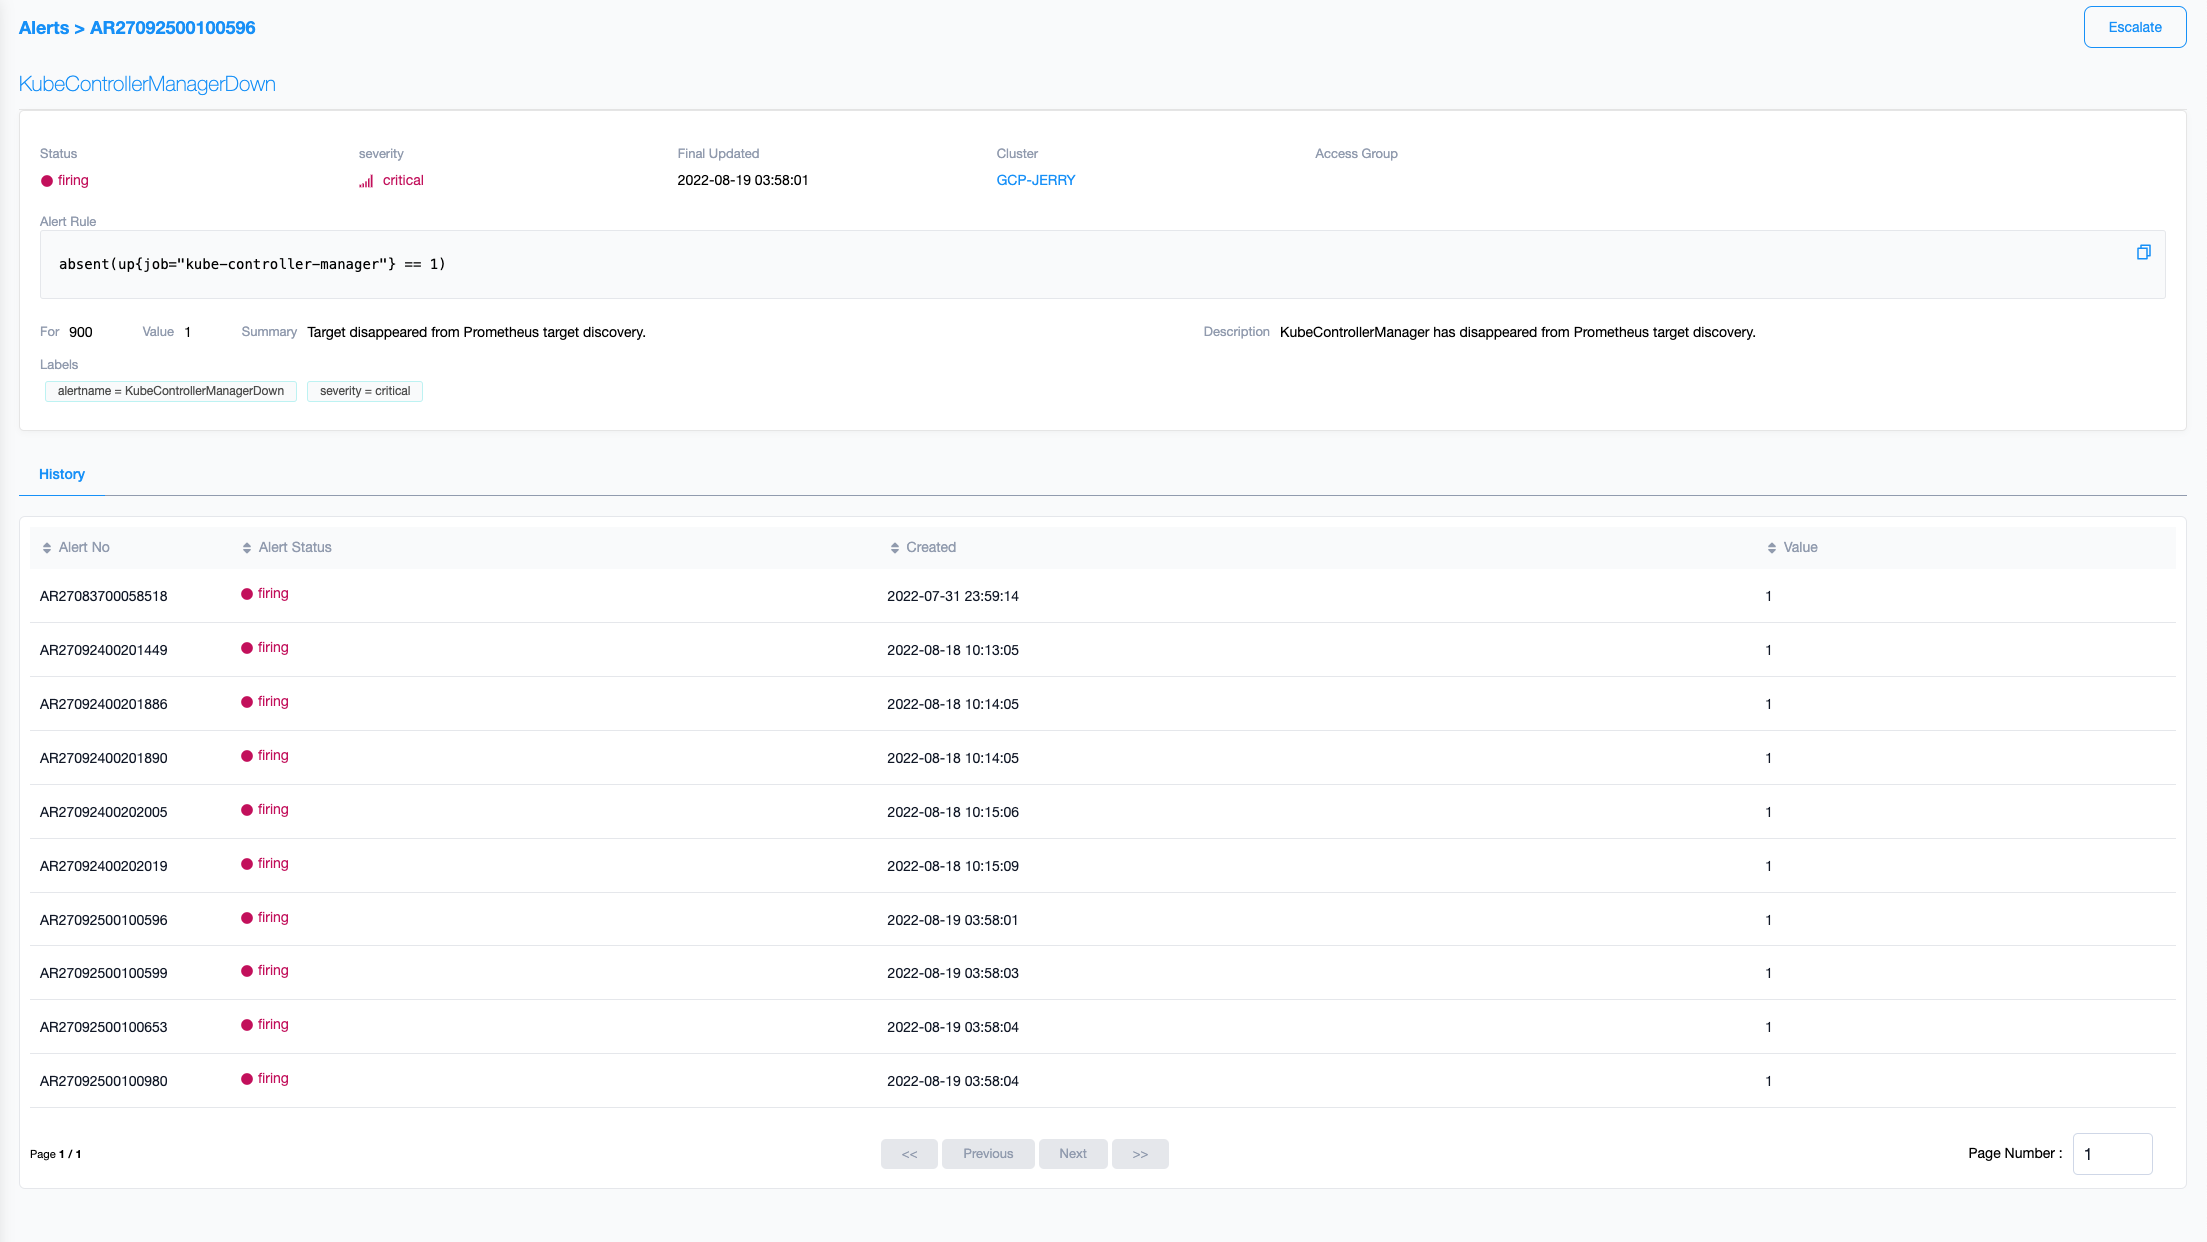 Alerts > AR27092500100596
Escalate
KubeControllerManagerDown
Status severity Final Updated Cluster Access Group
firing critical 2022-08-19 03:58:01 GCP-JERRY
Alert Rule
absent(up{job="kube-controller-manager"} == 1)
For 900 Value 1 Summary Target disappeared from Prometheus target discovery. Description KubeControllerManager has disappeared from Prometheus target discovery.
Labels
alertname = KubeControllerManagerDown severity = critical
History
Alert No Alert Status Created Value
AR27083700058518 firing 2022-07-31 23:59:14 1
AR27092400201449 firing 2022-08-18 10:13:05 1
AR27092400201886 firing 2022-08-18 10:14:05 1
AR27092400201890 firing 2022-08-18 10:14:05 1
AR27092400202005 firing 2022-08-18 10:15:06 1
AR27092400202019 firing 2022-08-18 10:15:09 1
AR27092500100596 firing 2022-08-19 03:58:01 1
AR27092500100599 firing 2022-08-19 03:58:03 1
AR27092500100653 firing 2022-08-19 03:58:04 1
AR27092500100980 firing 2022-08-19 03:58:04 1
Page 1 / 1 << Previous Next >> Page Number : 1